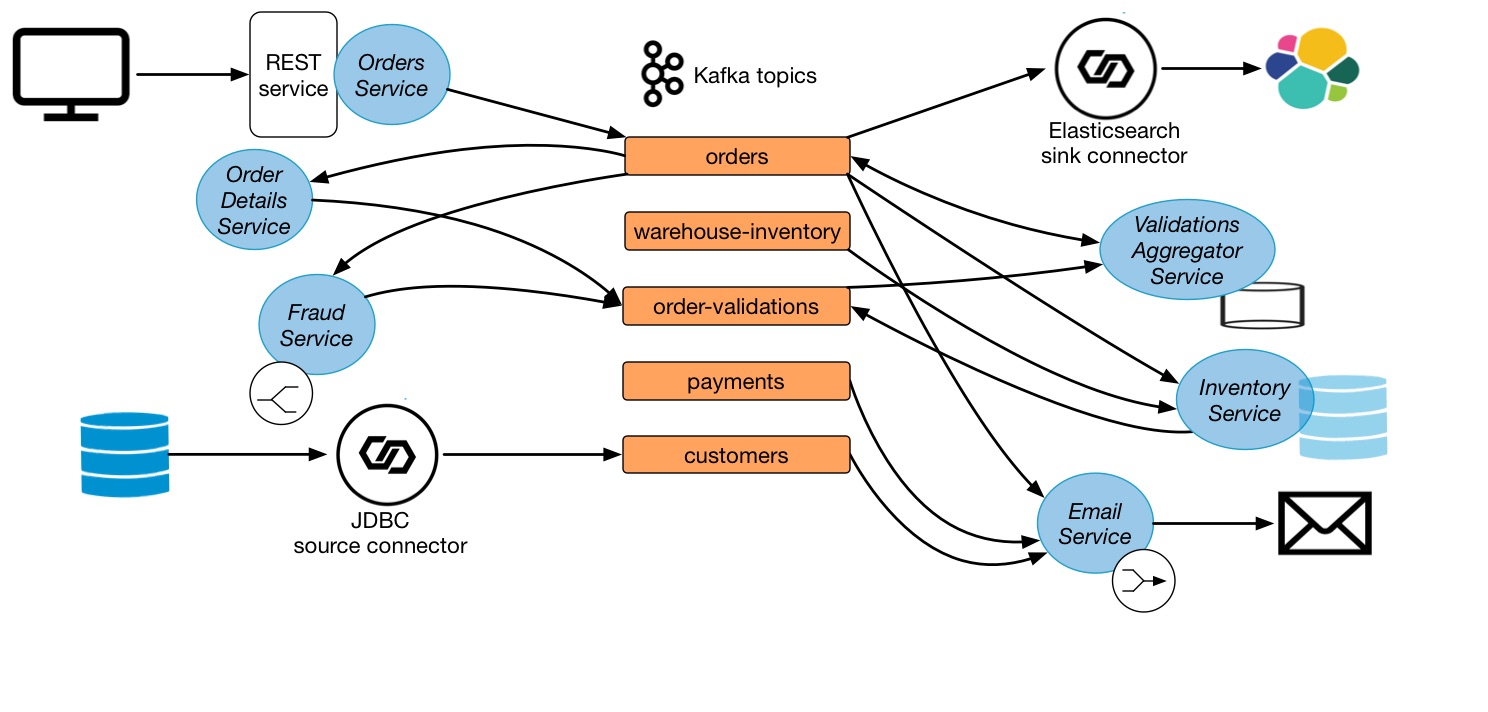 REST
service
Orders
Service
Kafka topics
Elasticsearch
sink connector
orders
Order
Details
Service
warehouse-inventory
Validations
Aggregator
Service
order-validations
Fraud
Service
payments
Inventory
Service
customers
JDBC
source connector
Email
Service